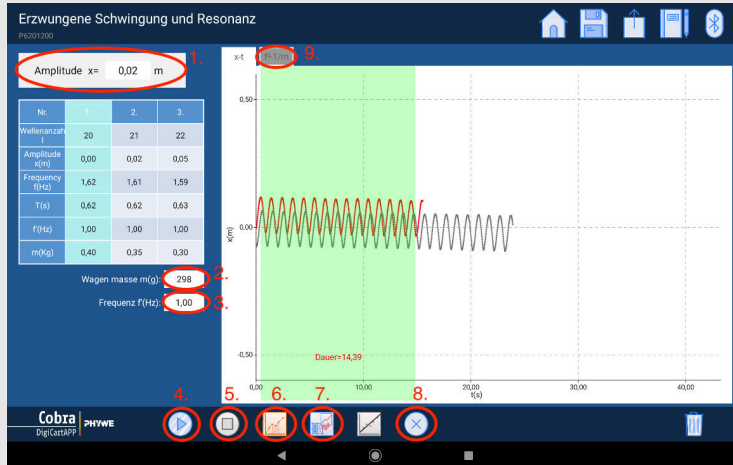 Erzwungene Schwingung und Resonanz
P6201200
Amplitude x= 0,02 m
1.
x-t
f²-1/m
9.
Nr. 1. 2. 3.
Wellenanzah
l
20 21 22
Amplitude
x(m)
0,00 0,02 0,05
Frequency
f(Hz)
1,62 1,61 1,59
T(s) 0,62 0,62 0,63
f'(Hz) 1,00 1,00 1,00
m(Kg) 0,40 0,35 0,30
Wagen masse m(g): 298 2.
Frequenz f'(Hz): 1,00 3.
0,50
0,00
-0,50
x(m)
Dauer=14,39
0,00 10,00 20,00 30,00 40,00
t(s)
4. 5. 6. 7. 8.
Cobra
DigiCartAPP
PHYWE